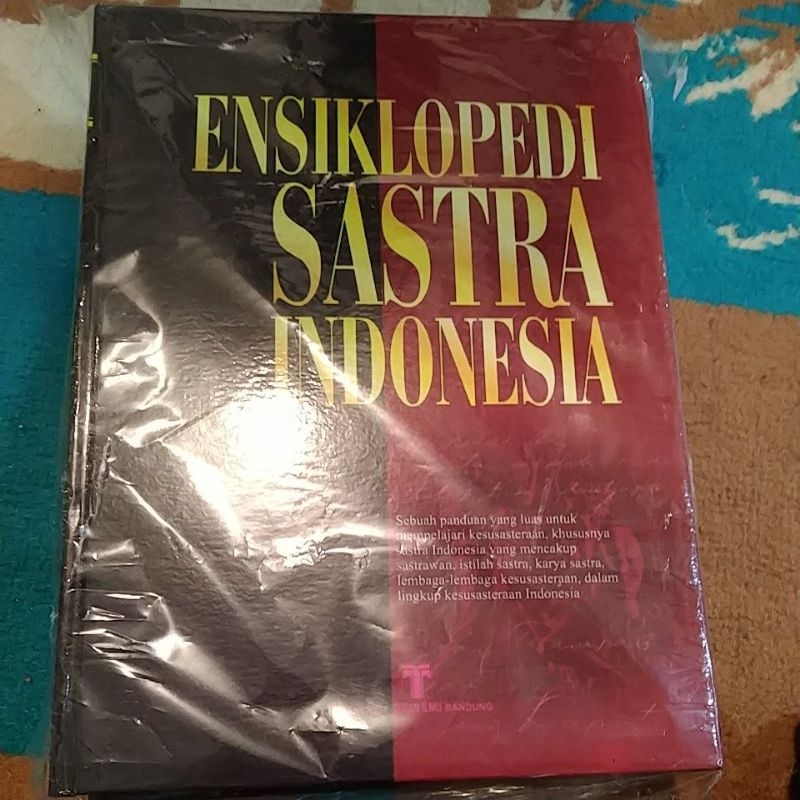 ENSIKLOPEDI
SASTRA
INDONESIA
Sebuah panduan yang luas untuk
mempelajari kesusasteraan, khususnya
sastra Indonesia yang mencakup
sastrawan, istilah sastra, karya sastra,
lembaga-lembaga kesusasteraan, dalam
lingkup kesusasteraan Indonesia
T
ILMU BANDUNG